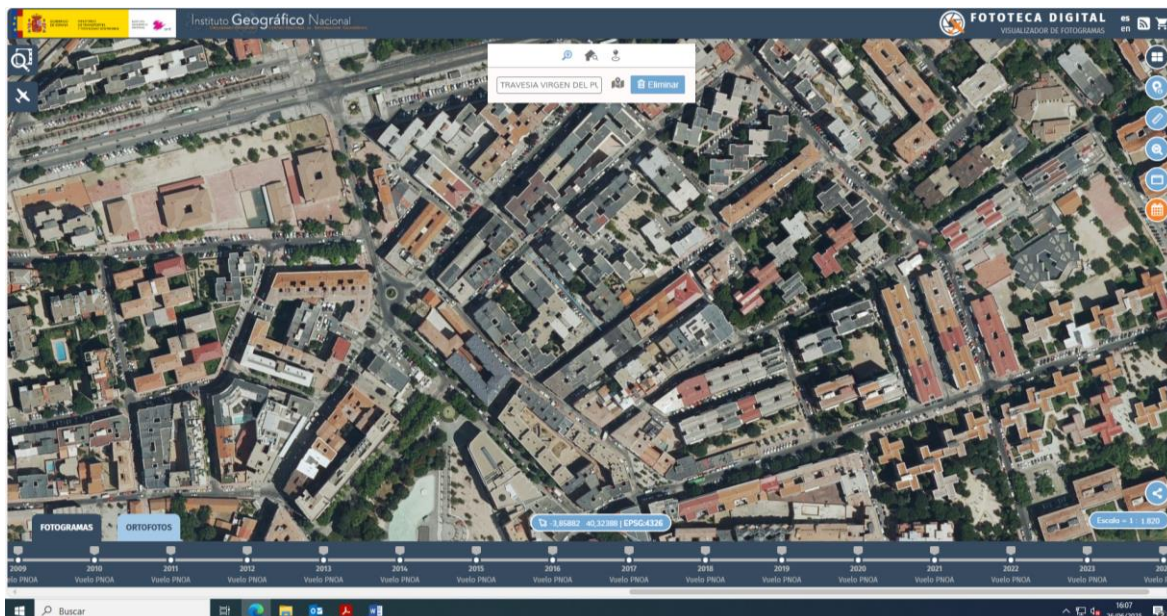 GOBIERNO DE ESPAÑA
Instituto Geográfico Nacional
FOTOTECA DIGITAL
VISUALIZADOR DE FOTOGRAMAS
es
en
TRAVESIA VIRGEN DEL PU
Eliminar
FOTOGRAMAS
ORTOFOTOS
-3,85882 40,32388 | EPSG:4326
Escala = 1 : 1.820
2009 2010 2011 2012 2013 2014 2015 2016 2017 2018 2019 2020 2021 2022 2023
Vuelo PNOA Vuelo PNOA Vuelo PNOA Vuelo PNOA Vuelo PNOA Vuelo PNOA Vuelo PNOA Vuelo PNOA Vuelo PNOA Vuelo PNOA Vuelo PNOA Vuelo PNOA Vuelo PNOA Vuelo PNOA
Buscar
16:07